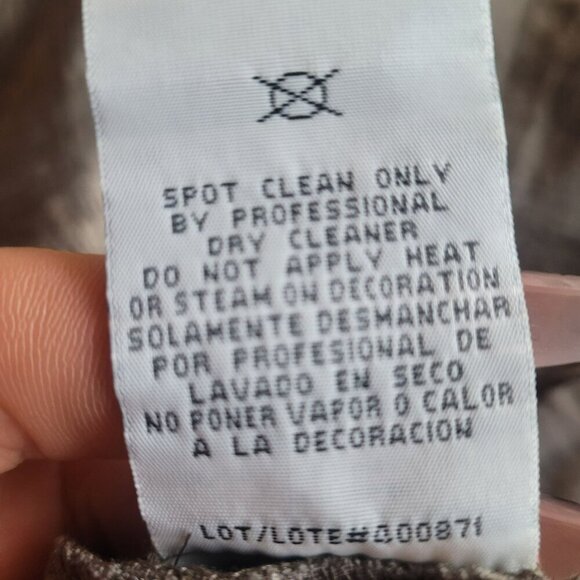 SPOT CLEAN ONLY
BY PROFESSIONAL
DRY CLEANER
DO NOT APPLY HEAT
OR STEAM ON DECORATION
SOLAMENTE DESMANCHAR
POR PROFESIONAL DE
LAVADO EN SECO
NO PONER VAPOR O CALOR
A LA DECORACION
LOT/LOTE#400871